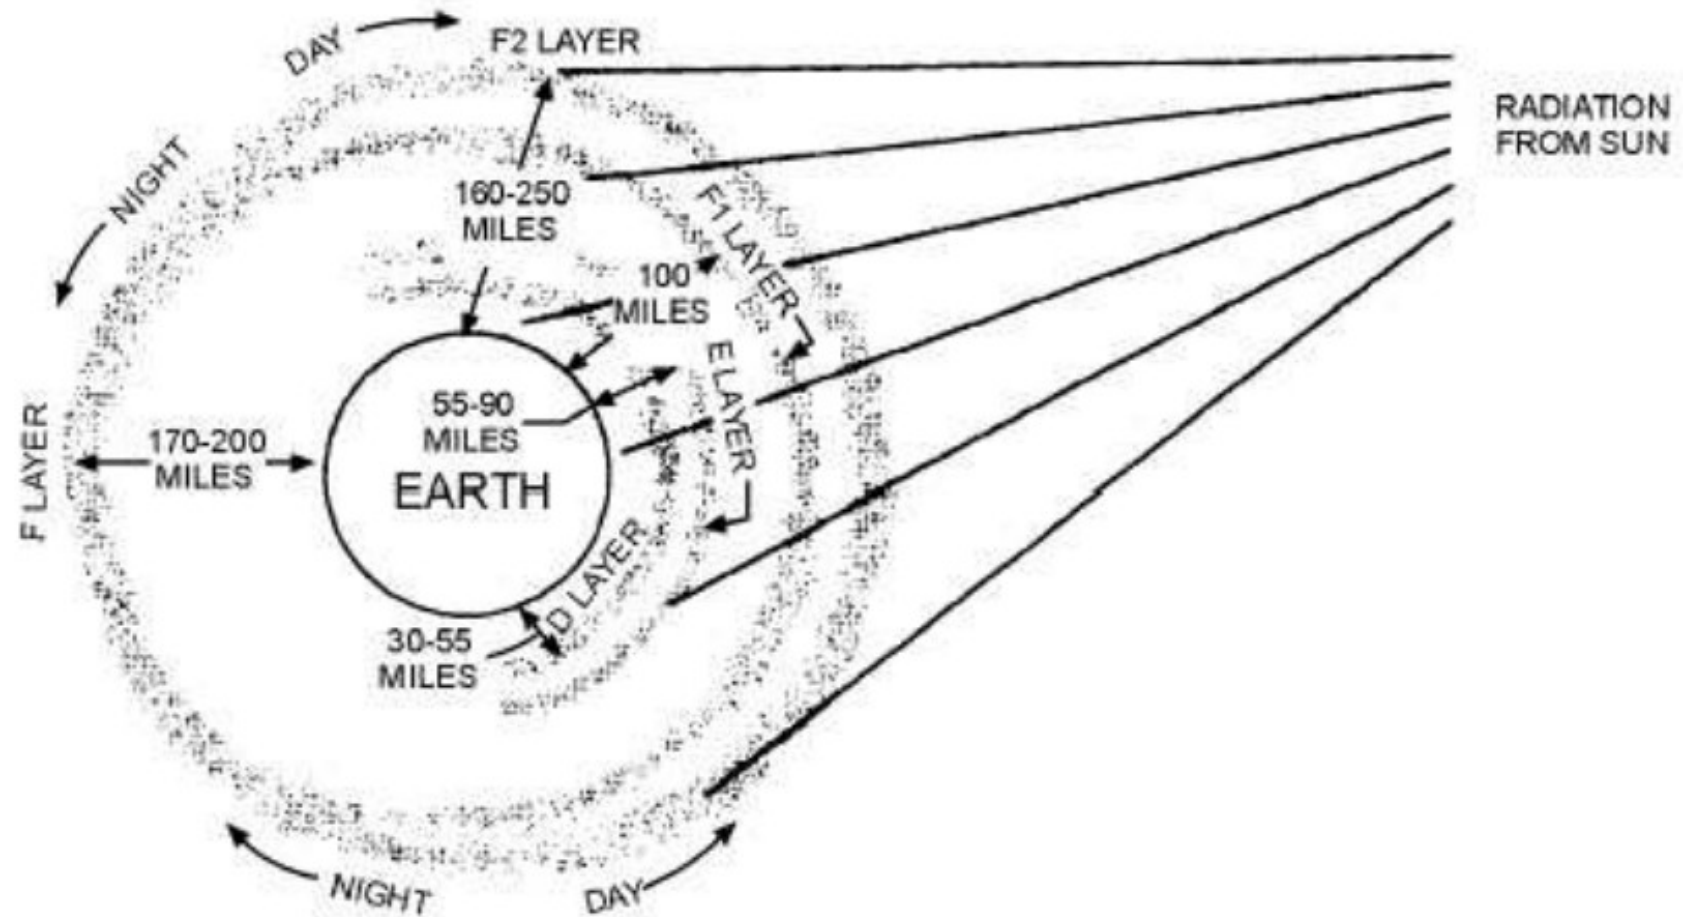 DAY
F2 LAYER
RADIATION
FROM SUN
NIGHT
160-250
MILES
F1 LAYER
100
MILES
E LAYER
55-90
MILES
F LAYER
170-200
MILES
EARTH
D LAYER
30-55
MILES
NIGHT
DAY